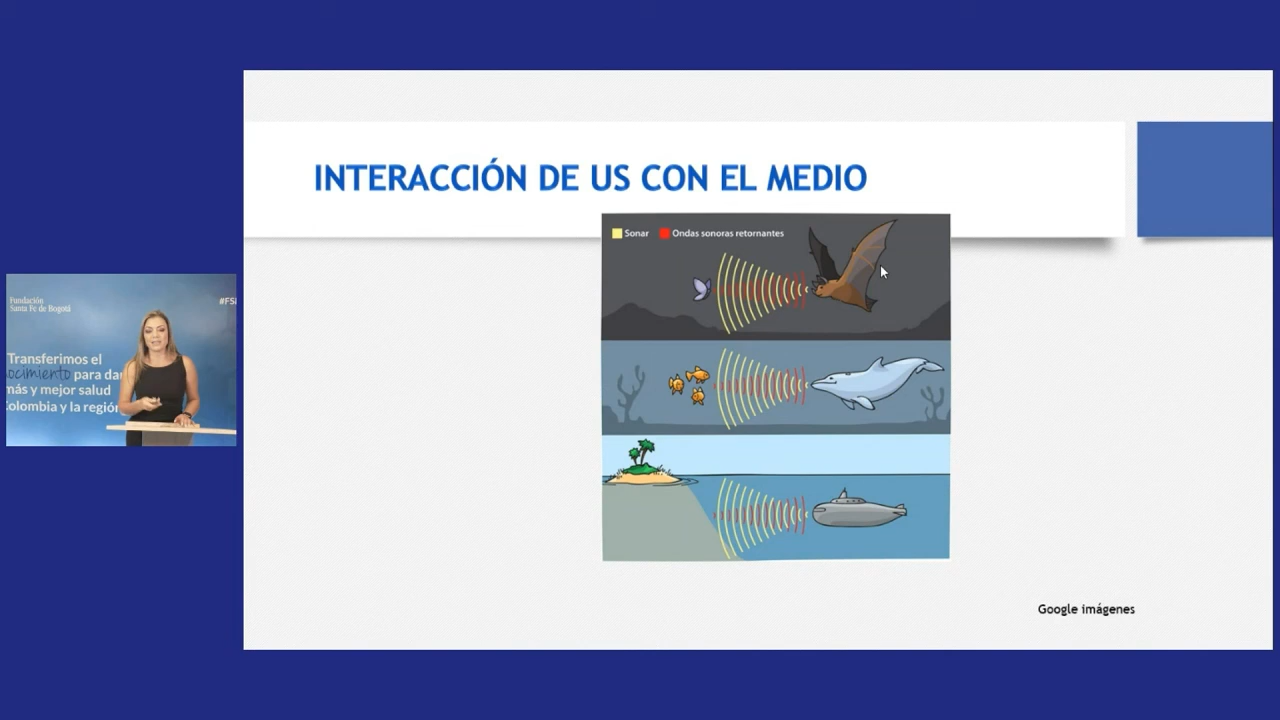 INTERACCIÓN DE US CON EL MEDIO
Sonar
Ondas sonoras retornantes
Fundación
Santa Fe de Bogotá
Transferimos el
para
más y mejor salud
Colombia y la región
Google imágenes